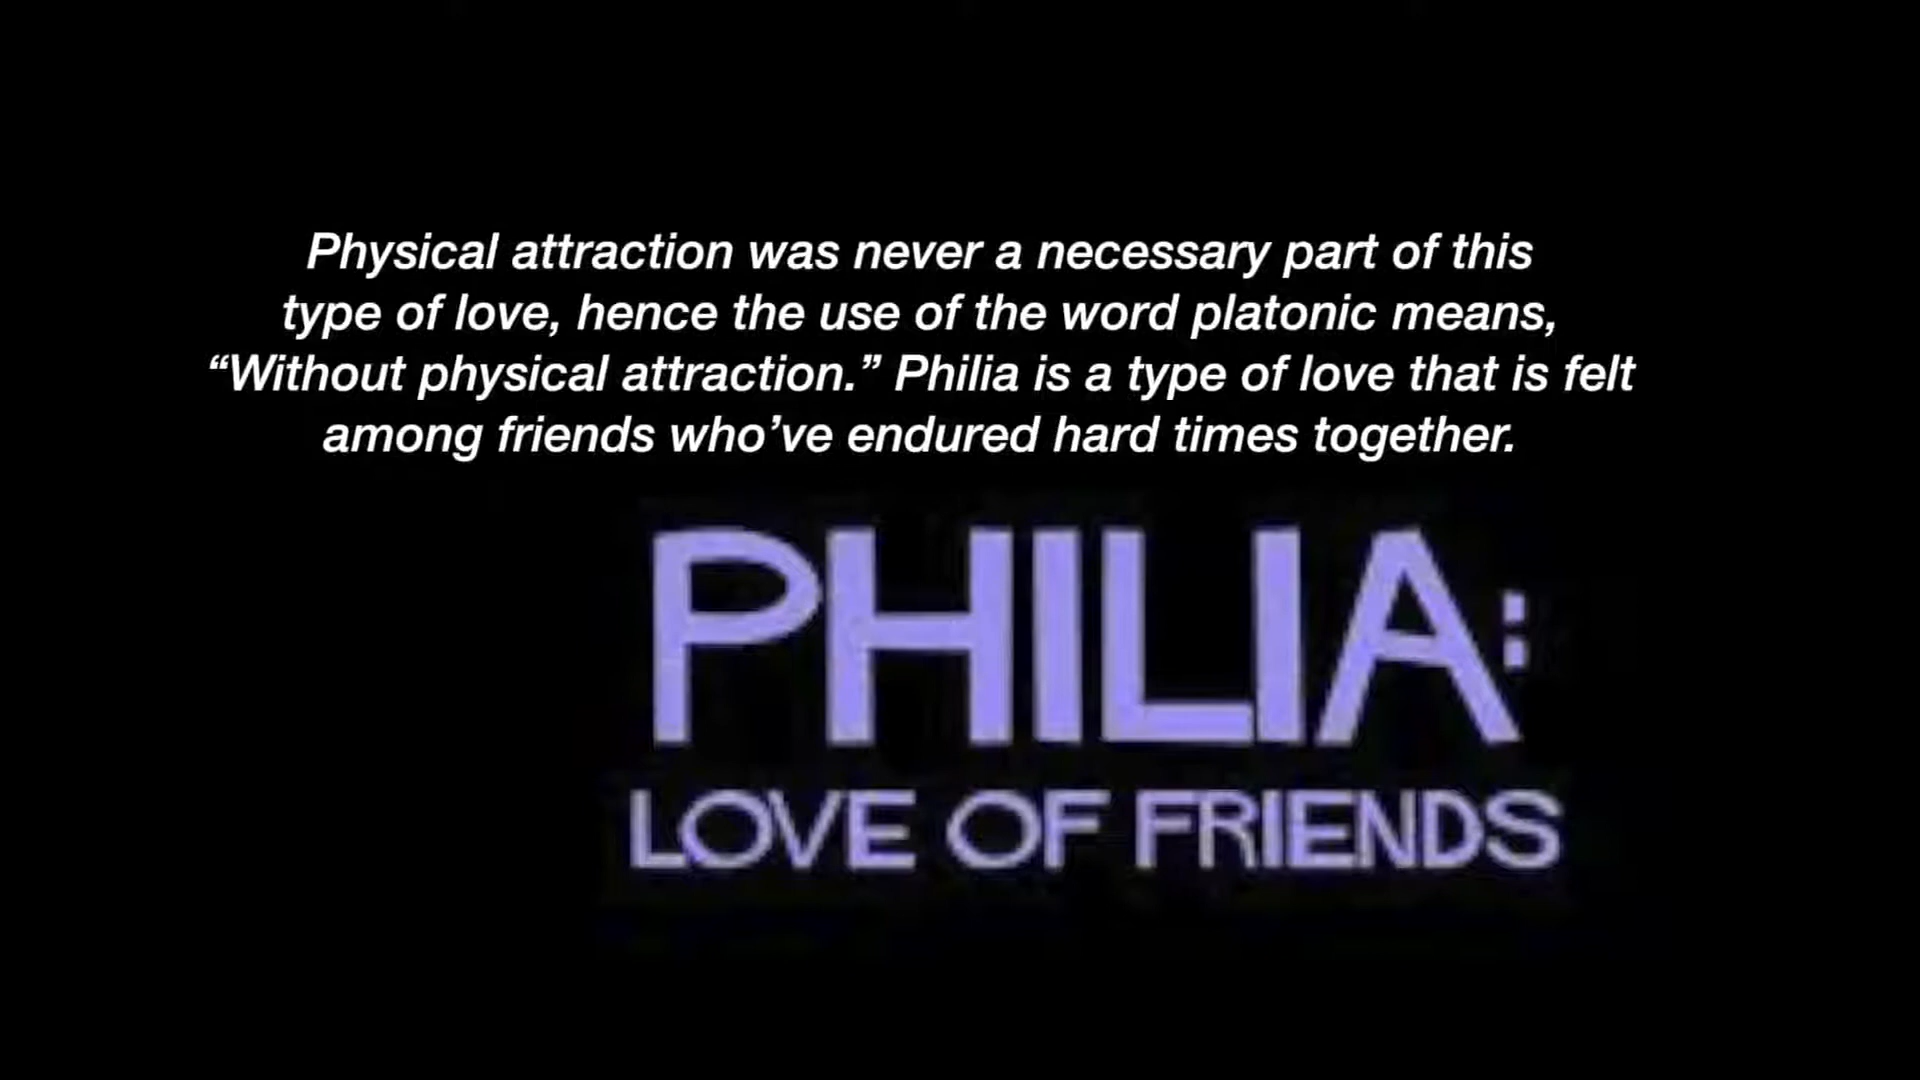 Physical attraction was never a necessary part of this
type of love, hence the use of the word platonic means,
“Without physical attraction.” Philia is a type of love that is felt
among friends who’ve endured hard times together.
PHILIA:
LOVE OF FRIENDS